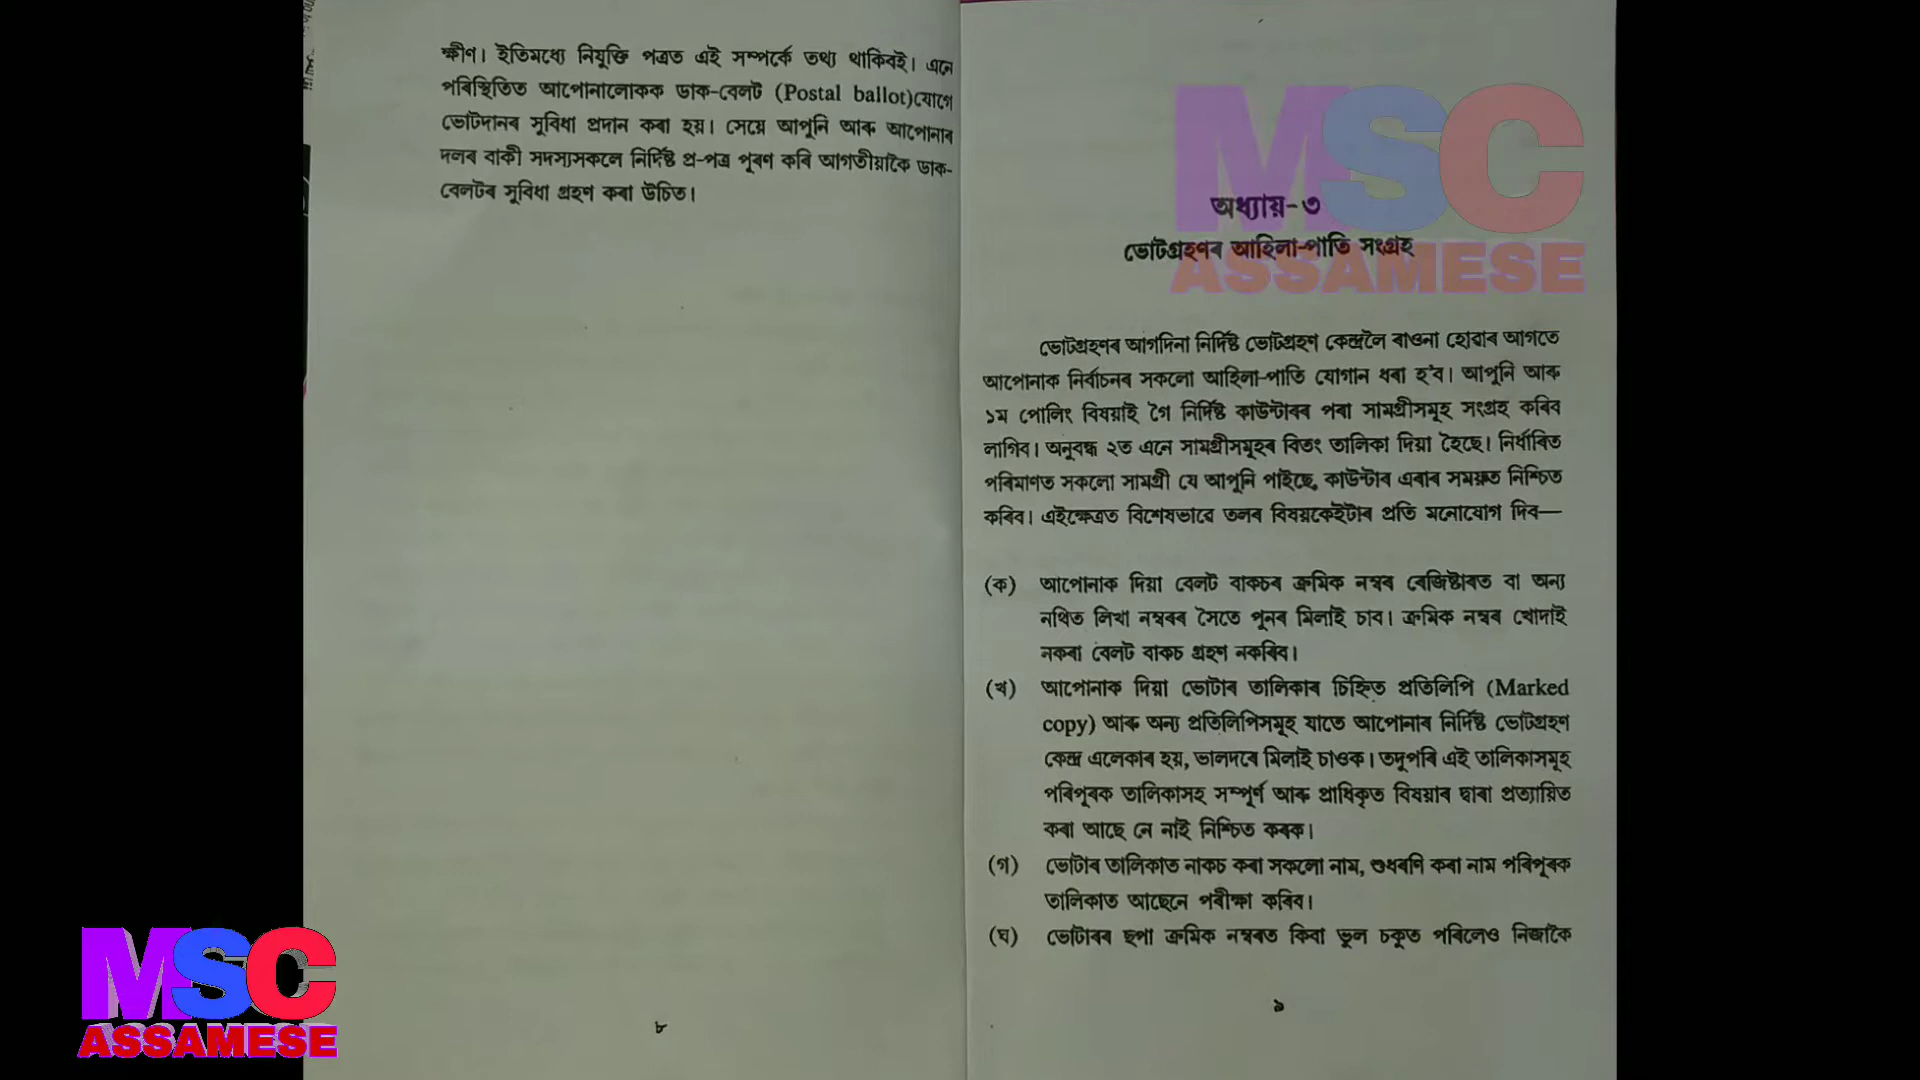 ক্ষীণ। ইতিমধ্যে নিযুক্তি পত্ৰত এই সম্পৰ্কে তথ্য থাকিবই। এনে
পৰিস্থিতিত আপোনালোকক ডাক-বেলট (Postal ballot)যোগে
ভোটদানৰ সুবিধা প্ৰদান কৰা হয়। সেয়ে আপুনি আৰু আপোনাৰ
দলৰ বাকী সদস্যসকলে নিৰ্দিষ্ট প্ৰ-পত্ৰ পূৰণ কৰি আগতীয়াকৈ ডাক-
বেলটৰ সুবিধা গ্ৰহণ কৰা উচিত।
৮
MSC
ASSAMESE
অধ্যায়-৩
ভোটগ্ৰহণৰ আহিলা-পাতি সংগ্ৰহ
ভোটগ্ৰহণৰ আগদিনা নিৰ্দিষ্ট ভোটগ্ৰহণ কেন্দ্ৰলৈ ৰাওনা হোৱাৰ আগতে
আপোনাক নিৰ্বাচনৰ সকলো আহিলা-পাতি যোগান ধৰা হ'ব। আপুনি আৰু
১ম পোলিং বিষয়াই গৈ নিৰ্দিষ্ট কাউন্টাৰৰ পৰা সামগ্ৰীসমূহ সংগ্ৰহ কৰিব
লাগিব। অনুবন্ধ ২ত এনে সামগ্ৰীসমূহৰ বিতং তালিকা দিয়া হৈছে। নিৰ্ধাৰিত
পৰিমাণত সকলো সামগ্ৰী যে আপুনি পাইছে, কাউন্টাৰ এৰাৰ সময়ত নিশ্চিত
কৰিব। এইক্ষেত্ৰত বিশেষভাবে তলৰ বিষয়কেইটাৰ প্ৰতি মনোযোগ দিব—
(ক) আপোনাক দিয়া বেলট বাকচৰ ক্ৰমিক নম্বৰ ৰেজিষ্টাৰত বা অন্য
নথিত লিখা নম্বৰৰ সৈতে পুনৰ মিলাই চাব। ক্ৰমিক নম্বৰ খোদাই
নকৰা বেলট বাকচ গ্ৰহণ নকৰিব।
(খ) আপোনাক দিয়া ভোটাৰ তালিকাৰ চিহ্নিত প্ৰতিলিপি (Marked
copy) আৰু অন্য প্ৰতিলিপিসমূহ যাতে আপোনাৰ নিৰ্দিষ্ট ভোটগ্ৰহণ
কেন্দ্ৰ এলেকাৰ হয়, ভালদৰে মিলাই চাওক। তদুপৰি এই তালিকাসমূহ
পৰিপূৰক তালিকাসহ সম্পূৰ্ণ আৰু প্ৰাধিকৃত বিষয়াৰ দ্বাৰা প্ৰত্যায়িত
কৰা আছে নে নাই নিশ্চিত কৰক।
(গ) ভোটাৰ তালিকাত নাকচ কৰা সকলো নাম, শুধৰণি কৰা নাম পৰিপূৰক
তালিকাত আছেনে পৰীক্ষা কৰিব।
(ঘ) ভোটাৰৰ ছপা ক্ৰমিক নম্বৰত কিবা ভুল চকুত পৰিলেও নিজাকৈ
৯
MSC
ASSAMESE